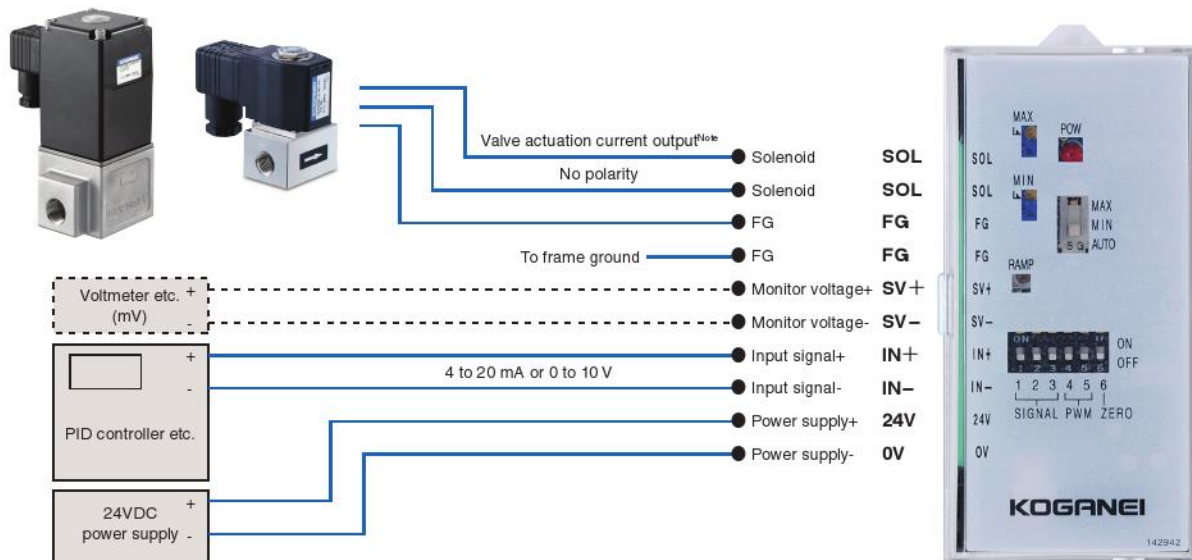 Valve actuation current output Note
No polarity
To frame ground
Solenoid SOL
Solenoid SOL
FG FG
FG FG
Monitor voltage+ SV+
Monitor voltage- SV−
Input signal+ IN+
Input signal- IN−
Power supply+ 24V
Power supply- 0V
Voltmeter etc. +
(mV)
-
+
4 to 20 mA or 0 to 10 V
-
PID controller etc.
24VDC +
power supply -
MAX
POW
SOL
MIN
SOL
MAX
FG
MIN
FG
AUTO
RAMP
SV+
SV−
ON
IN+
OFF
1 2 3 4 5 6
IN−
1 2 3 4 5 6
SIGNAL PWM ZERO
24V
0V
KOGANEI
142942